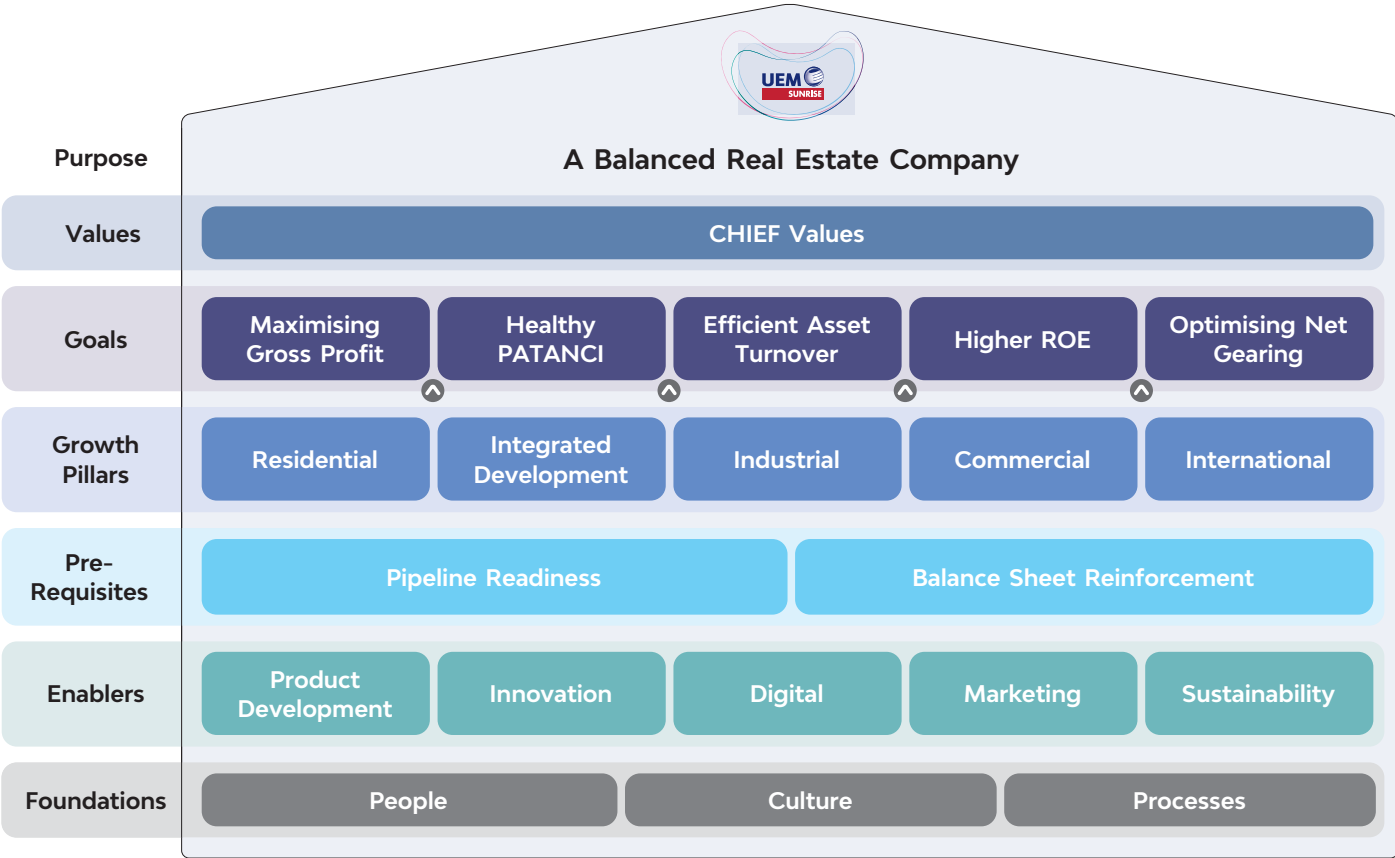 UEM
SUNRISE
Purpose
A Balanced Real Estate Company
Values
CHIEF Values
Goals
Maximising
Gross Profit
Healthy
PATANCI
Efficient Asset
Turnover
Higher ROE
Optimising Net
Gearing
Growth
Pillars
Residential
Integrated
Development
Industrial
Commercial
International
Pre-
Requisites
Pipeline Readiness
Balance Sheet Reinforcement
Enablers
Product
Development
Innovation
Digital
Marketing
Sustainability
Foundations
People
Culture
Processes